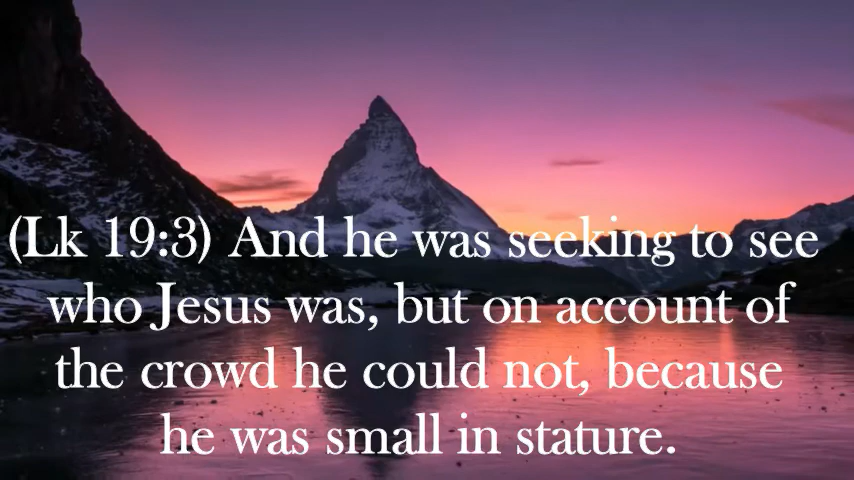 (Lk 19:3) And he was seeking to see
who Jesus was, but on account of
the crowd he could not, because
he was small in stature.